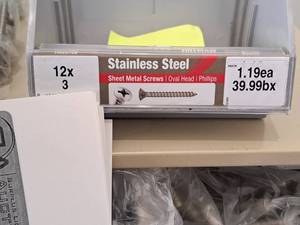 12x
3
Stainless Steel
Sheet Metal Screws | Oval Head | Phillips
1.19ea
39.99bx